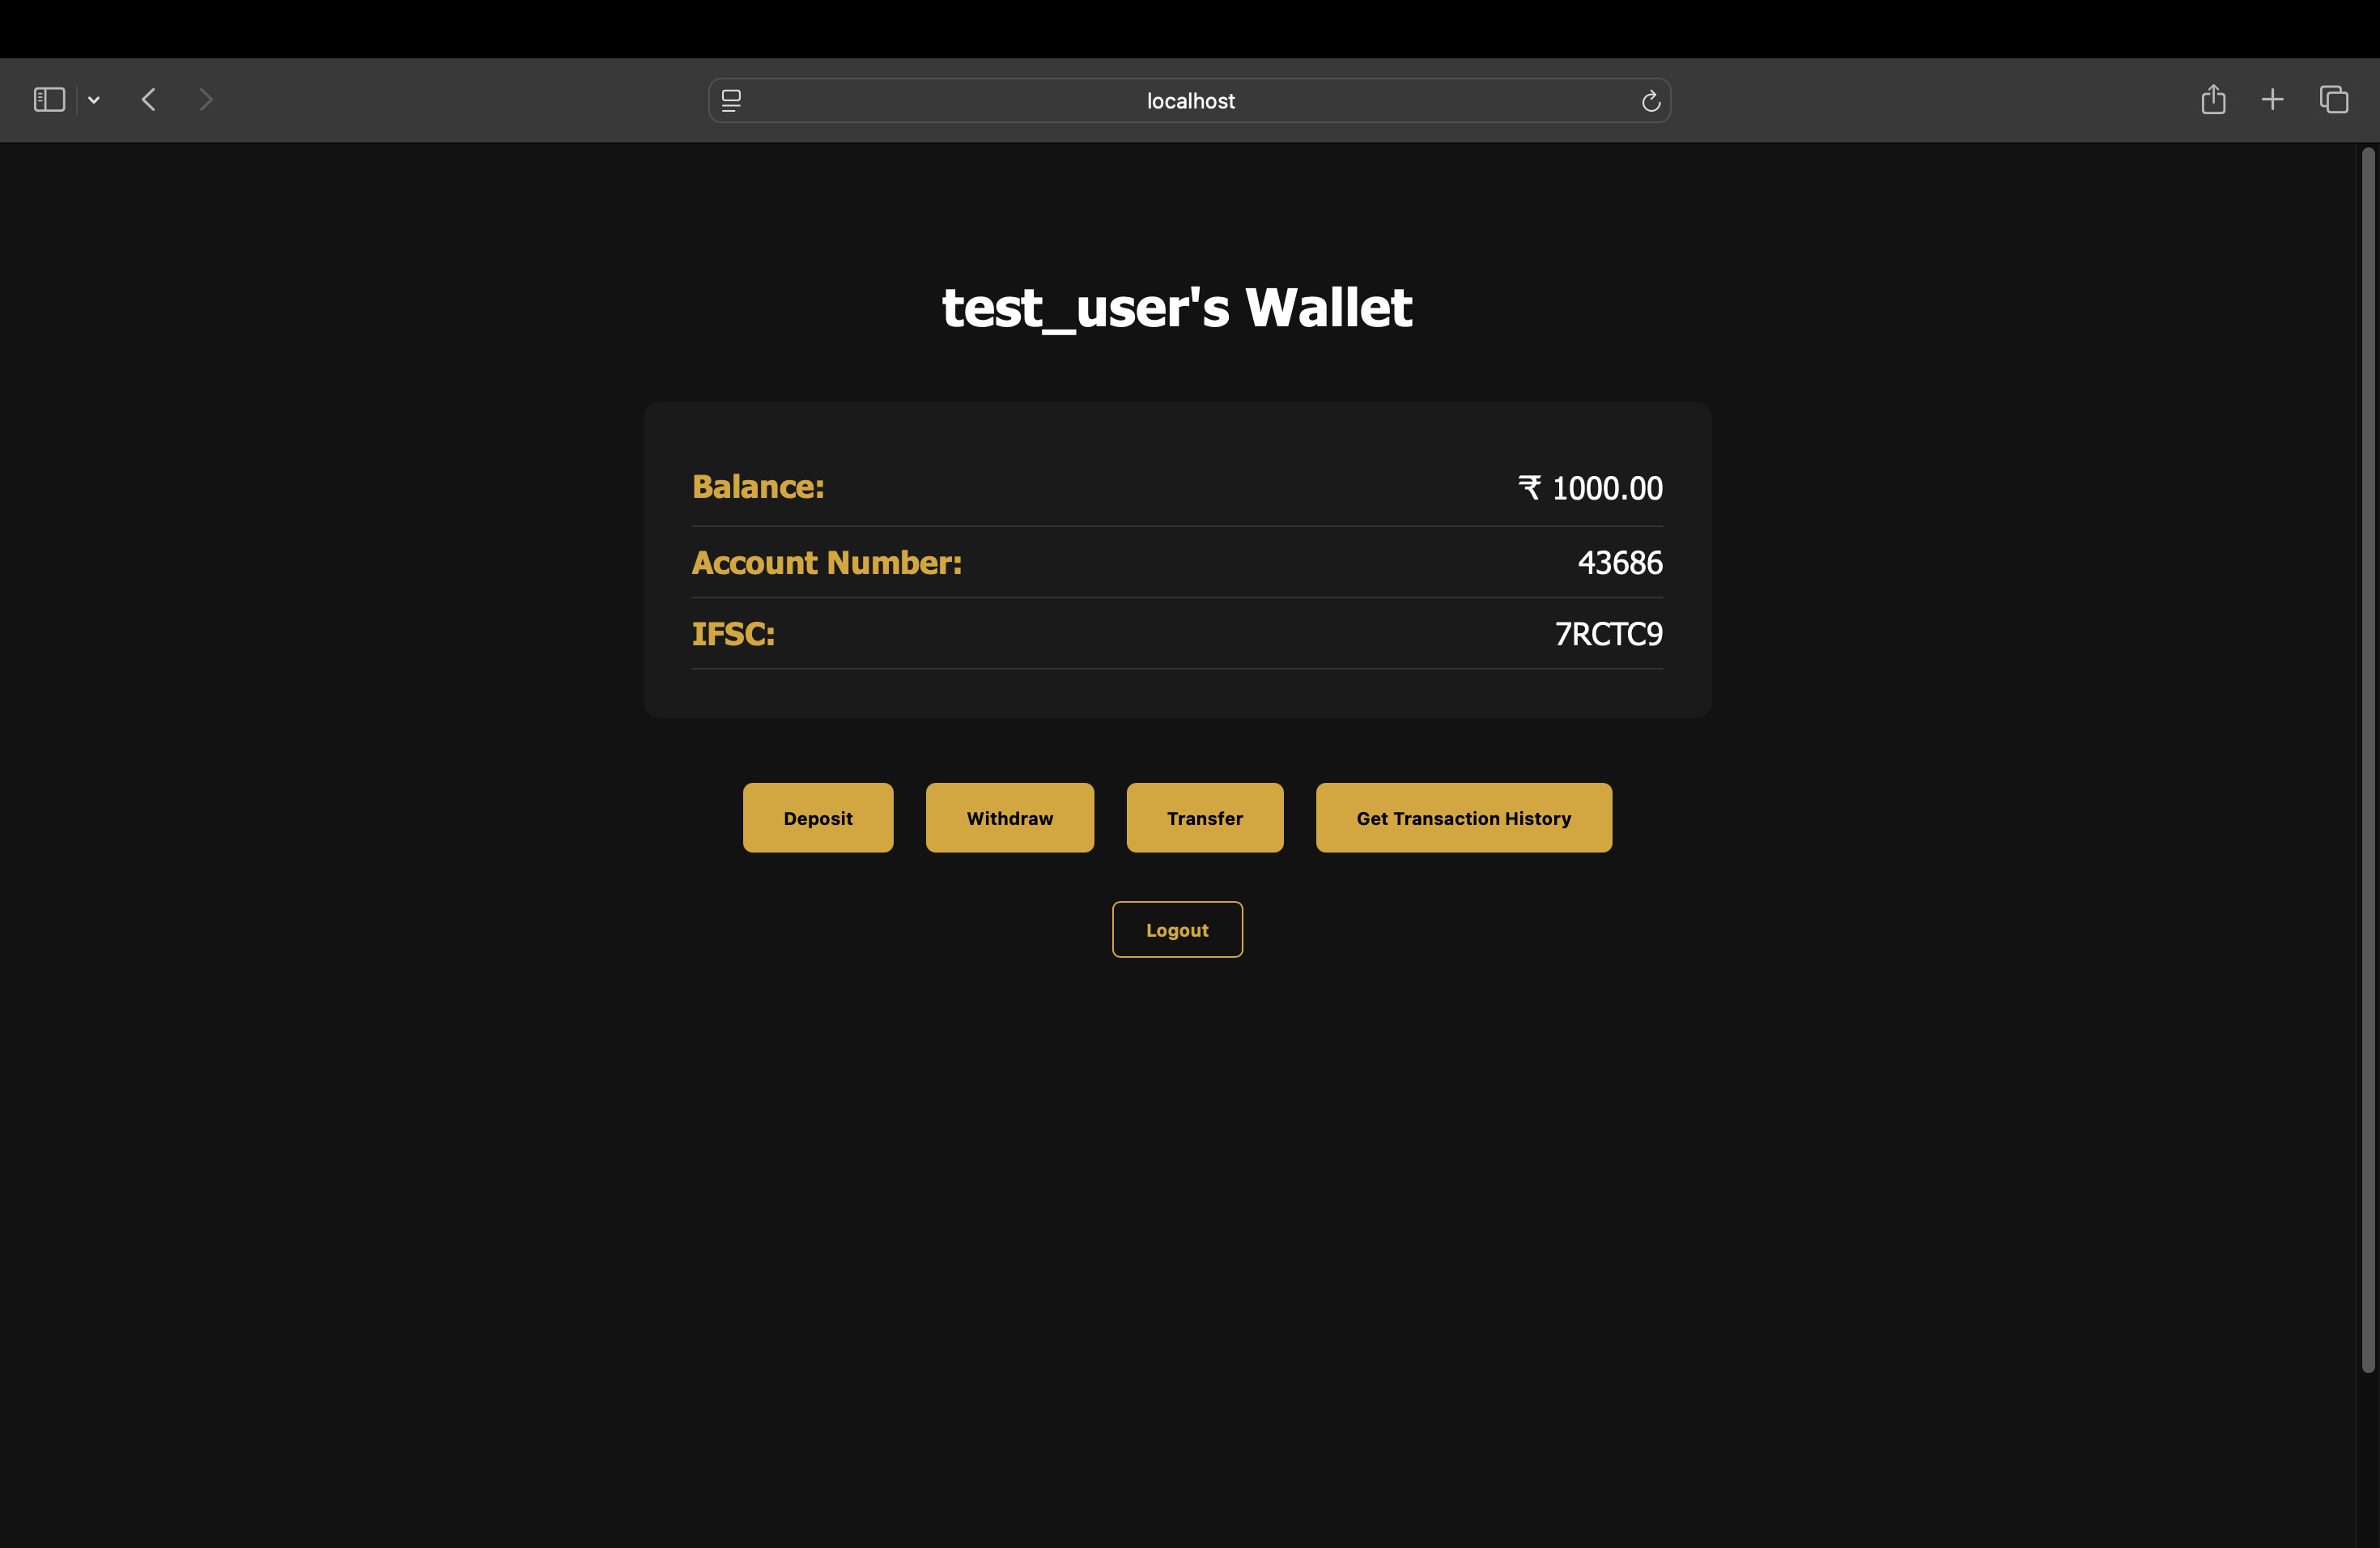 localhost
test_user's Wallet
Balance: ₹ 1000.00
Account Number: 43686
IFSC: 7RCTC9
Deposit Withdraw Transfer Get Transaction History
Logout